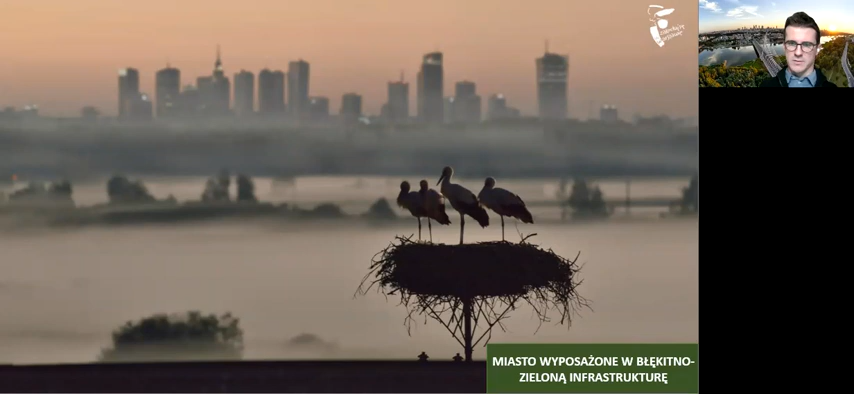 MIASTO WYPOSAŻONE W BŁĘKITNO-
ZIELONĄ INFRASTRUKTURĘ